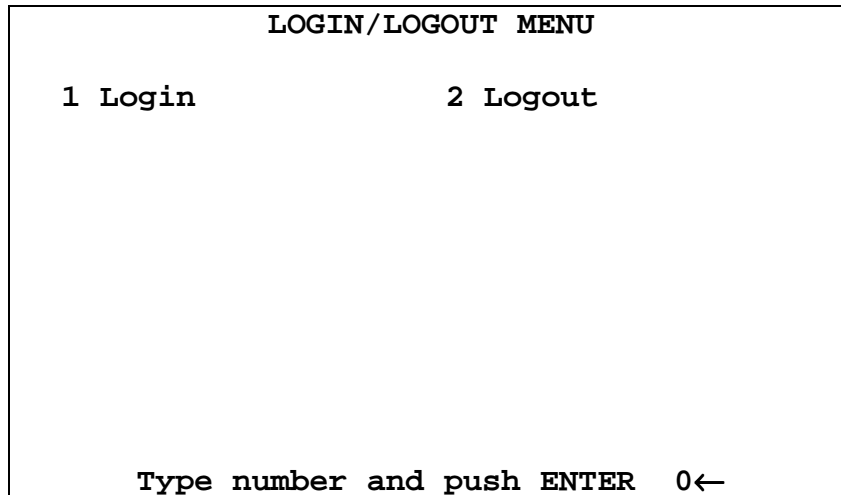 LOGIN/LOGOUT MENU
1 Login 2 Logout
Type number and push ENTER 0←